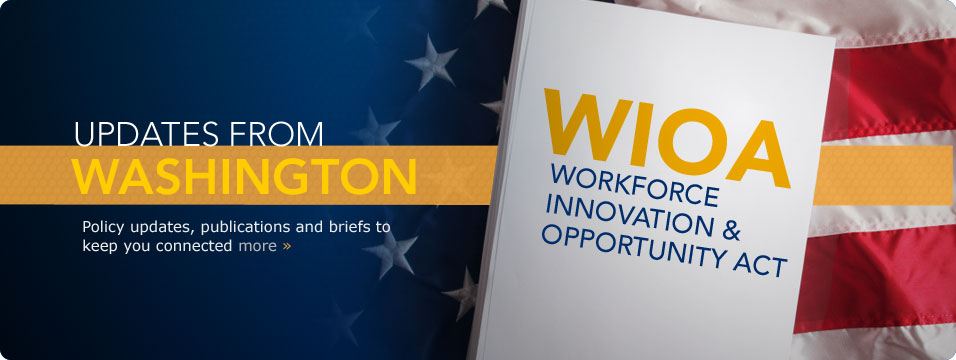 UPDATES FROM
WASHINGTON
Policy updates, publications and briefs to
keep you connected more »
WIOA
WORKFORCE
INNOVATION &
OPPORTUNITY ACT